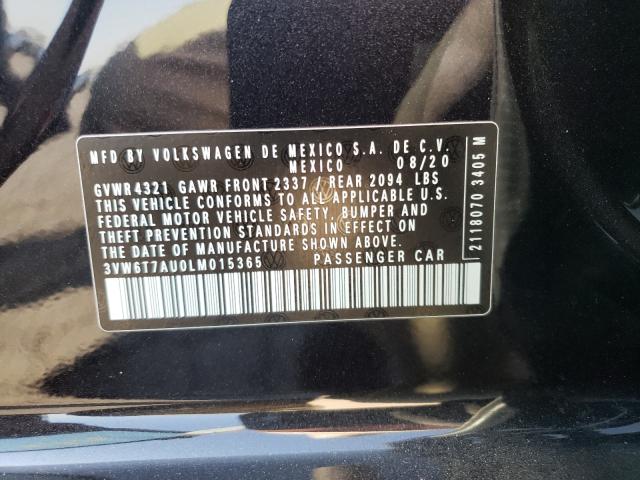 MFD BY VOLKSWAGEN DE MEXICO S.A. DE C.V.
MEXICO 08/20
GVWR 4321 GAWR FRONT 2337 / REAR 2094 LBS
THIS VEHICLE CONFORMS TO ALL APPLICABLE U.S.
FEDERAL MOTOR VEHICLE SAFETY, BUMPER AND
THEFT PREVENTION STANDARDS IN EFFECT ON
THE DATE OF MANUFACTURE SHOWN ABOVE.
3VW6T7AU0LM015365 PASSENGER CAR
2118070 3405 M